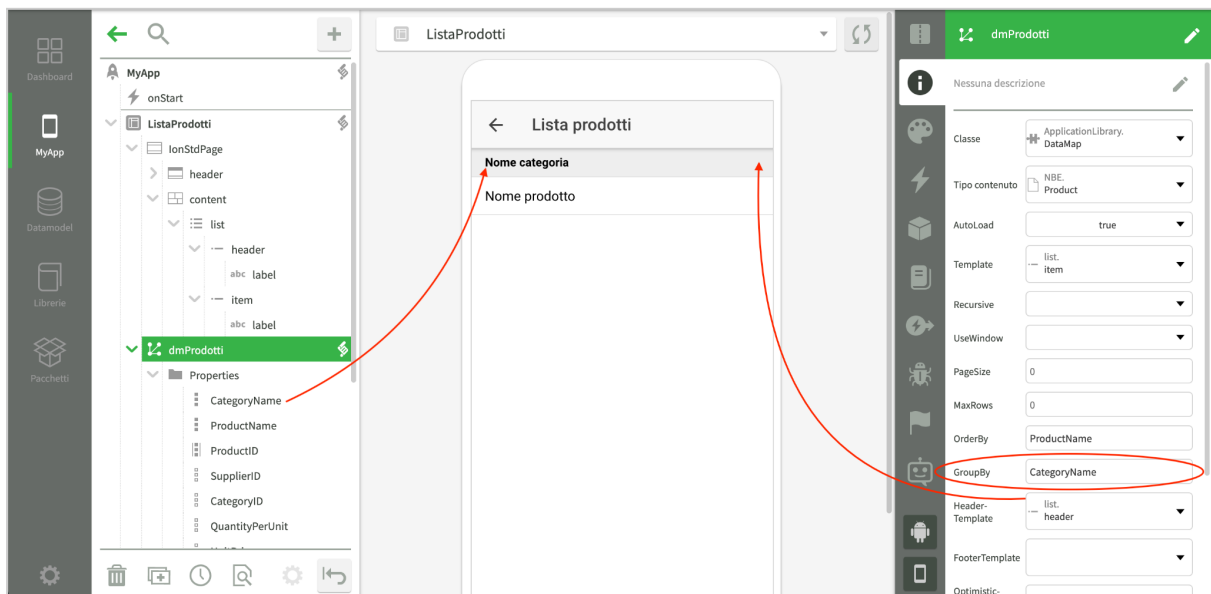 Dashboard
MyApp
Datamodel
Librerie
Pacchetti
MyApp
onStart
ListaProdotti
IonStdPage
header
content
list
header
abc label
item
abc label
dmProdotti
Properties
CategoryName
ProductName
ProductID
SupplierID
CategoryID
QuantityPerUnit
ListaProdotti
Lista prodotti
Nome categoria
Nome prodotto
dmProdotti
Nessuna descrizione
Classe
ApplicationLibrary.
DataMap
Tipo contenuto
NBE.
Product
AutoLoad
true
Template
list.
item
Recursive
UseWindow
PageSize
0
MaxRows
0
OrderBy
ProductName
GroupBy
CategoryName
Header-
Template
list.
header
FooterTemplate
Optimistic-